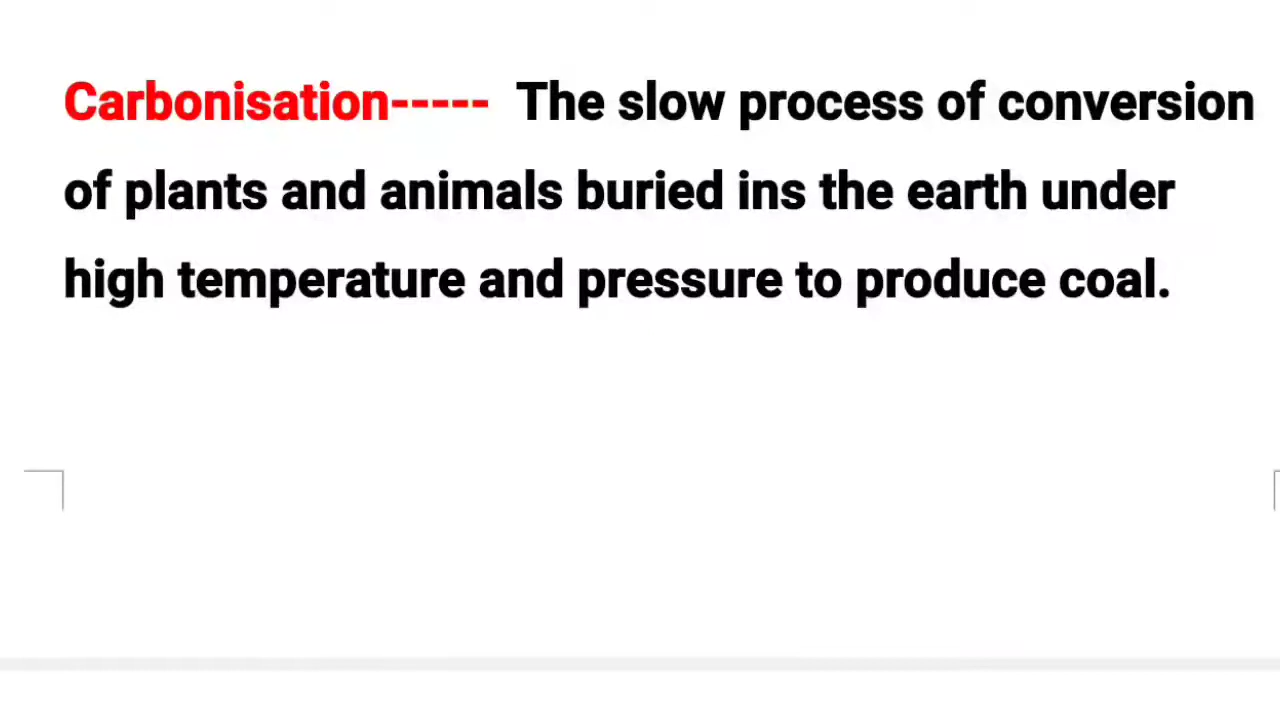 Carbonisation----- The slow process of conversion
of plants and animals buried ins the earth under
high temperature and pressure to produce coal.